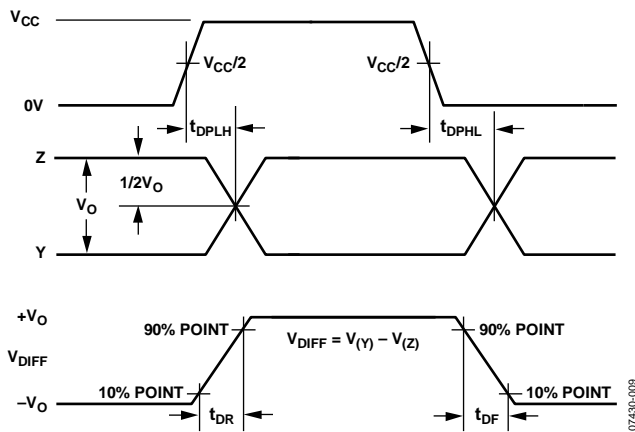 VCC
VCC/2
VCC/2
0V
tDPLH
tDPHL
Z
1/2VO
VO
Y
+VO
90% POINT
VDIFF = V(Y) – V(Z)
90% POINT
VDIFF
10% POINT
10% POINT
–VO
tDR
tDF
07430-009